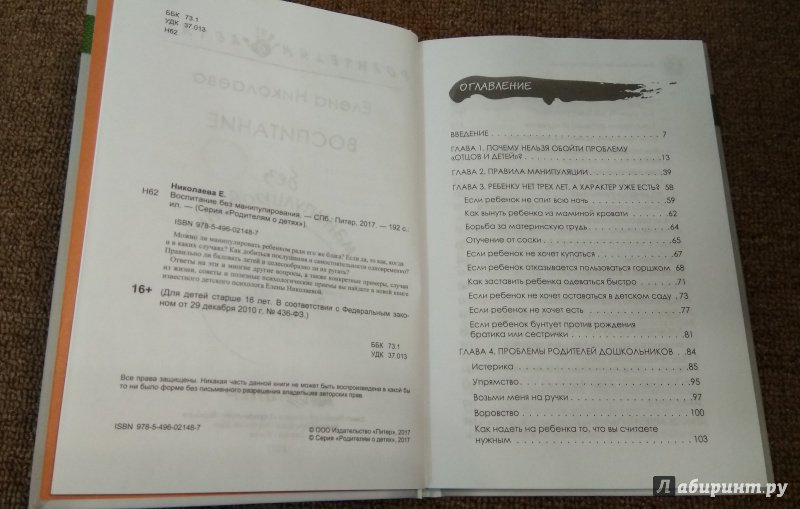 ББК 73.1
УДК 37.013
Н62
Николаева Е.
Н62 Воспитание без манипулирования. — СПб.: Питер, 2017. — 192 с.:
ил. — (Серия «Родителям о детях»).
ISBN 978-5-496-02148-7
Можно ли манипулировать ребенком ради его же блага? Если да, то как, когда
и в каких случаях? Как добиться послушания и самостоятельности одновременно?
Правильно ли баловать детей и целесообразно ли их ругать?
Ответы на эти и многие другие вопросы, а также конкретные примеры, случаи
из жизни, советы и полезные психологические приемы вы найдете в новой книге
известного детского психолога Елены Николаевой.
16+ (Для детей старше 16 лет. В соответствии с Федеральным зако-
ном от 29 декабря 2010 г. № 436-ФЗ.)
ББК 73.1
УДК 37.013
Все права защищены. Никакая часть данной книги не может быть воспроизведена в какой бы
то ни было форме без письменного разрешения владельцев авторских прав.
ISBN 978-5-496-02148-7
© ООО Издательство «Питер», 2017
© Серия «Родителям о детях», 2017
ОГЛАВЛЕНИЕ
ВВЕДЕНИЕ 7
ГЛАВА 1. ПОЧЕМУ НЕЛЬЗЯ ОБОЙТИ ПРОБЛЕМУ
«ОТЦОВ И ДЕТЕЙ»? 13
ГЛАВА 2. ПРАВИЛА МАНИПУЛЯЦИИ 39
ГЛАВА 3. РЕБЕНКУ НЕТ ТРЕХ ЛЕТ, А ХАРАКТЕР УЖЕ ЕСТЬ? 58
Если ребенок не спит всю ночь 59
Как вынуть ребенка из маминой кровати 62
Борьба за материнскую грудь 64
Отучение от соски 65
Если ребенок не хочет купаться 67
Если ребенок отказывается пользоваться горшком 68
Как заставить ребенка одеваться быстро 71
Если ребенок не хочет оставаться в детском саду 73
Если ребенок не хочет есть 77
Если ребенок бунтует против рождения
братика или сестрички 81
ГЛАВА 4. ПРОБЛЕМЫ РОДИТЕЛЕЙ ДОШКОЛЬНИКОВ 84
Истерика 85
Упрямство 95
Возьми меня на ручки 97
Воровство 100
Как надеть на ребенка то, что вы считаете
нужным 103
Лабиринт.ру